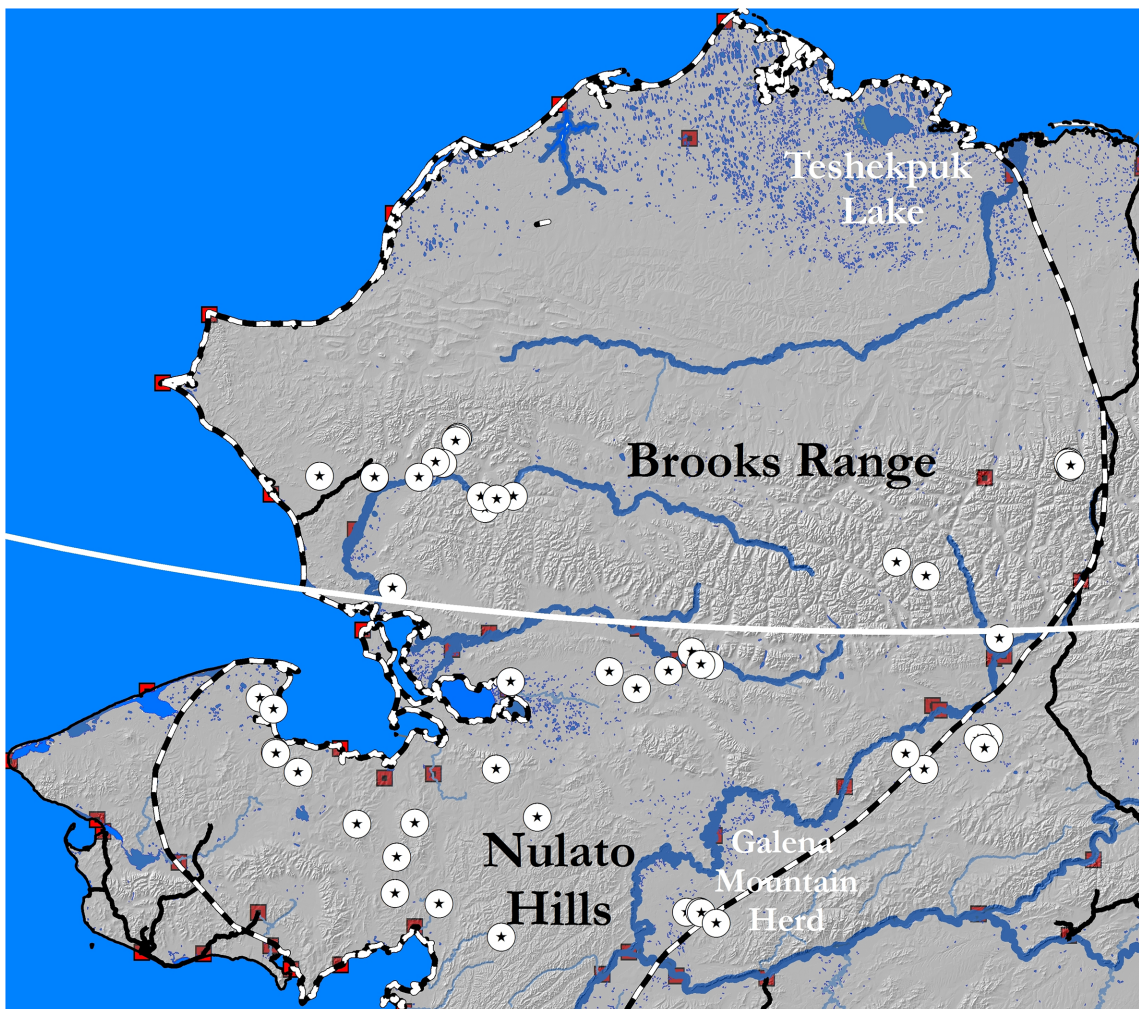 Teshekpuk
Lake
Brooks Range
Nulato
Hills
Galena
Mountain
Herd